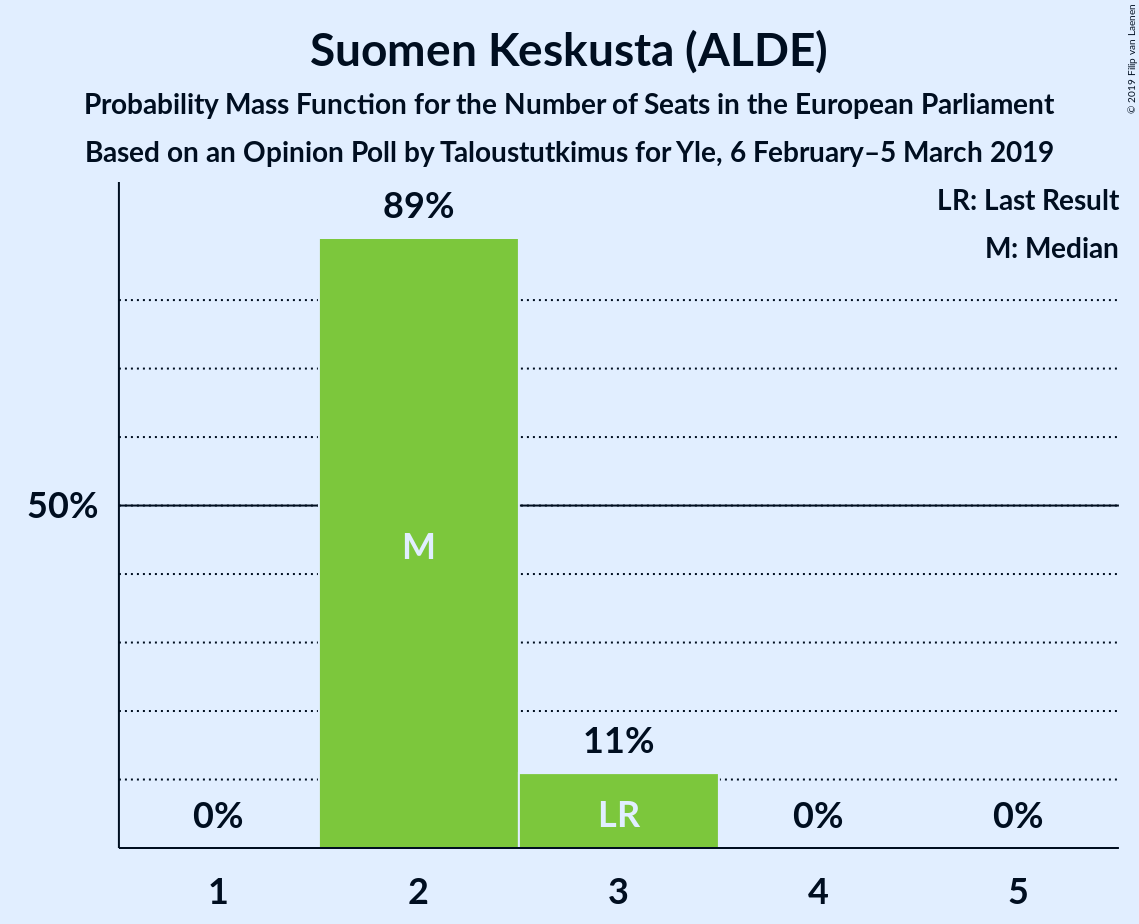 Suomen Keskusta (ALDE)
Probability Mass Function for the Number of Seats in the European Parliament
Based on an Opinion Poll by Taloustutkimus for Yle, 6 February–5 March 2019
© 2019 Filip van Laenen
LR: Last Result
M: Median
89%
50%
M
11%
LR
0%
0%
0%
1
2
3
4
5